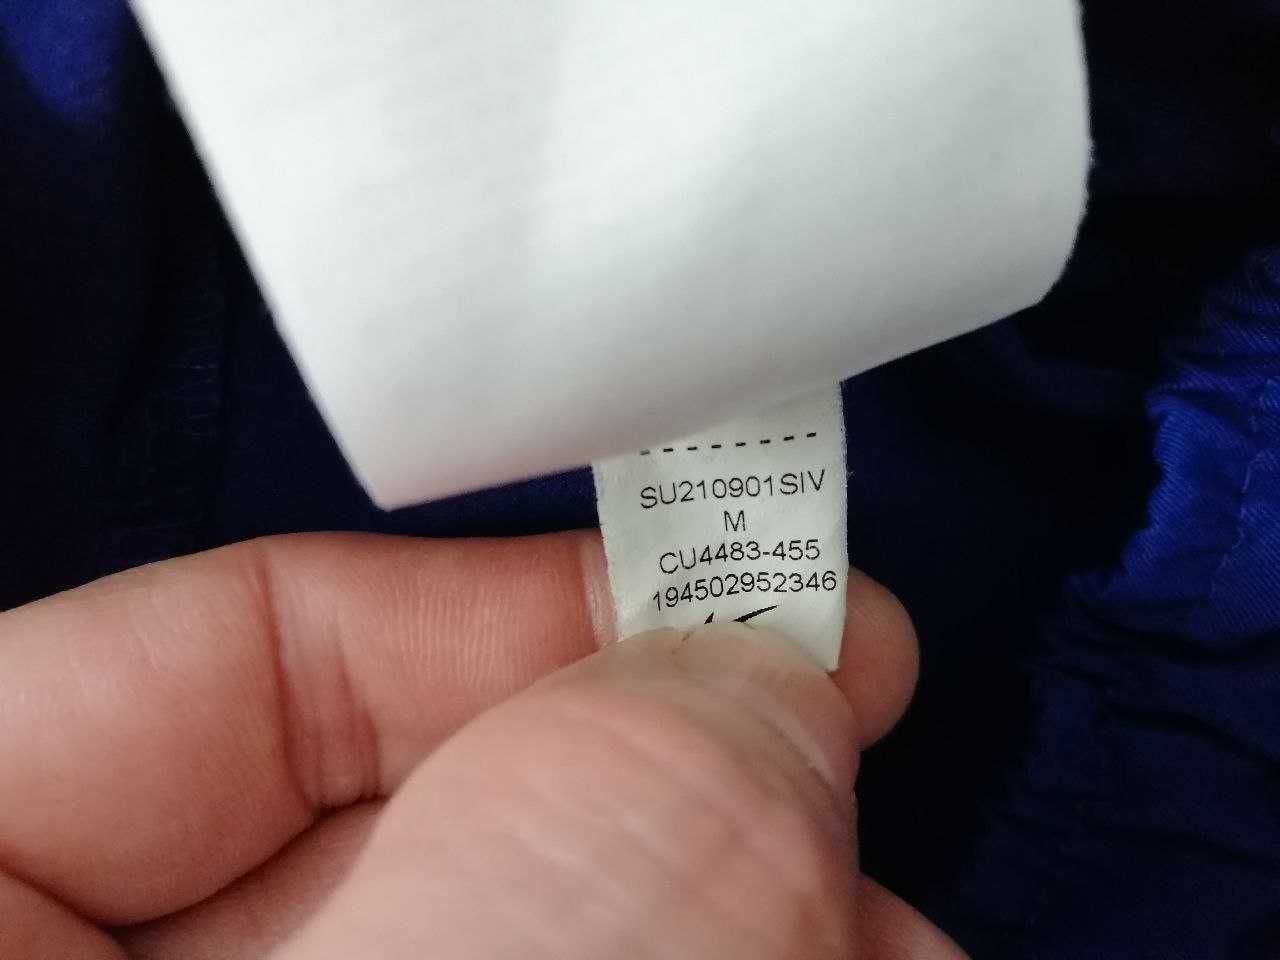 --------
SU210901SIV
M
CU4483-455
194502952346